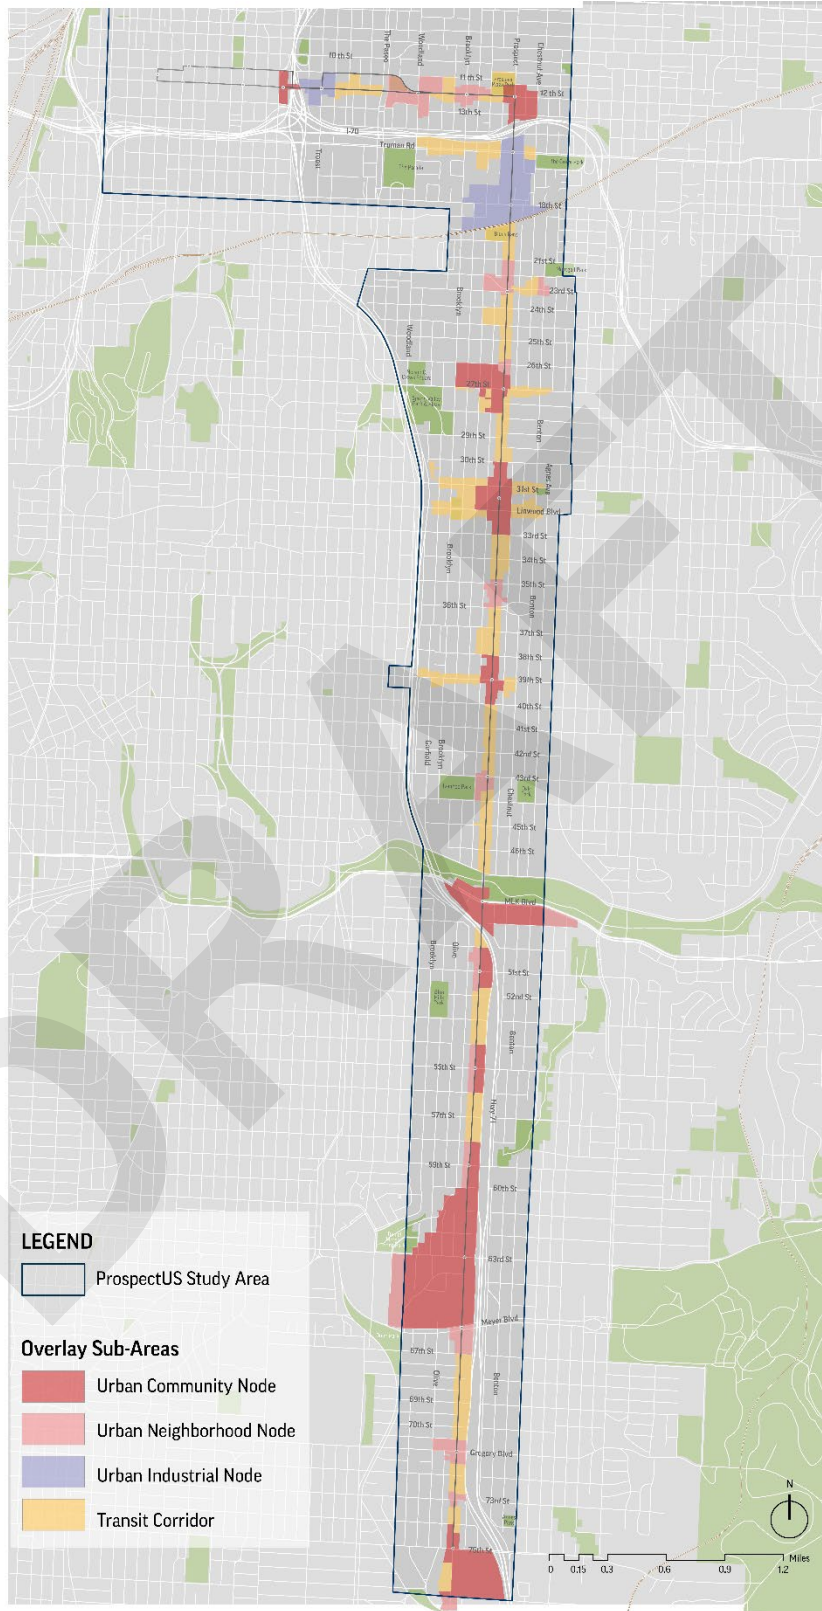 10th St
The Paseo
Woodland
Brooklyn
Prospect
Chestnut Ave
11th St
12th St
13th St
I-70
Truman Rd
Troost
The Parade
18th St
21st St
23rd St
Brooklyn
24th St
Woodland
25th St
26th St
27th St
Benton
29th St
30th St
Agnes Ave
31st St
Linwood Blvd
33rd St
Brooklyn
34th St
35th St
36th St
Benton
37th St
38th St
39th St
40th St
41st St
Brooklyn
Garfield
42nd St
43rd St
Chestnut
45th St
46th St
MLK Blvd
Olive
Brooklyn
51st St
52nd St
Benton
55th St
Hwy 71
57th St
59th St
60th St
63rd St
Meyer Blvd
67th St
Olive
Benton
69th St
70th St
Gregory Blvd
73rd St
75th St
DRAFT
LEGEND
ProspectUS Study Area
Overlay Sub-Areas
Urban Community Node
Urban Neighborhood Node
Urban Industrial Node
Transit Corridor
N
Miles
0 0.15 0.3 0.6 0.9 1.2